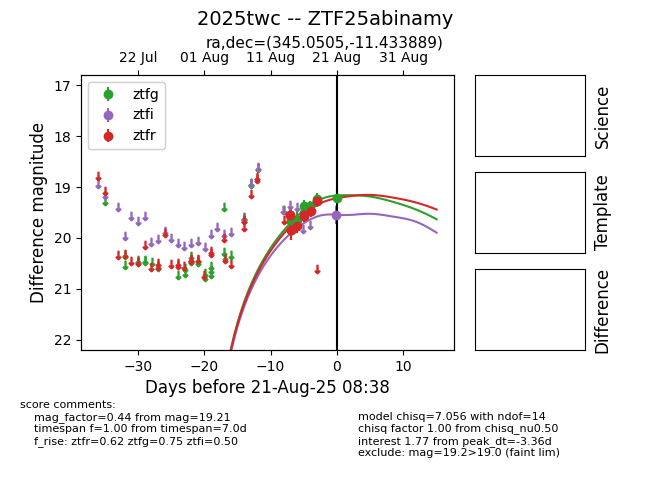 2025twc -- ZTF25abinamy
ra,dec=(345.0505,-11.433889)
22 Jul 01 Aug 11 Aug 21 Aug 31 Aug
ztfg
ztfi
ztfr
17
18
19
20
21
22
Difference magnitude
−30 −20 −10 0 10
Days before 21-Aug-25 08:38
Science
Template
Difference
score comments:
mag_factor=0.44 from mag=19.21
timespan f=1.00 from timespan=7.0d
f_rise: ztfr=0.62 ztfg=0.75 ztfi=0.50
model chisq=7.056 with ndof=14
chisq factor 1.00 from chisq_nu0.50
interest 1.77 from peak_dt=-3.36d
exclude: mag=19.2>19.0 (faint lim)